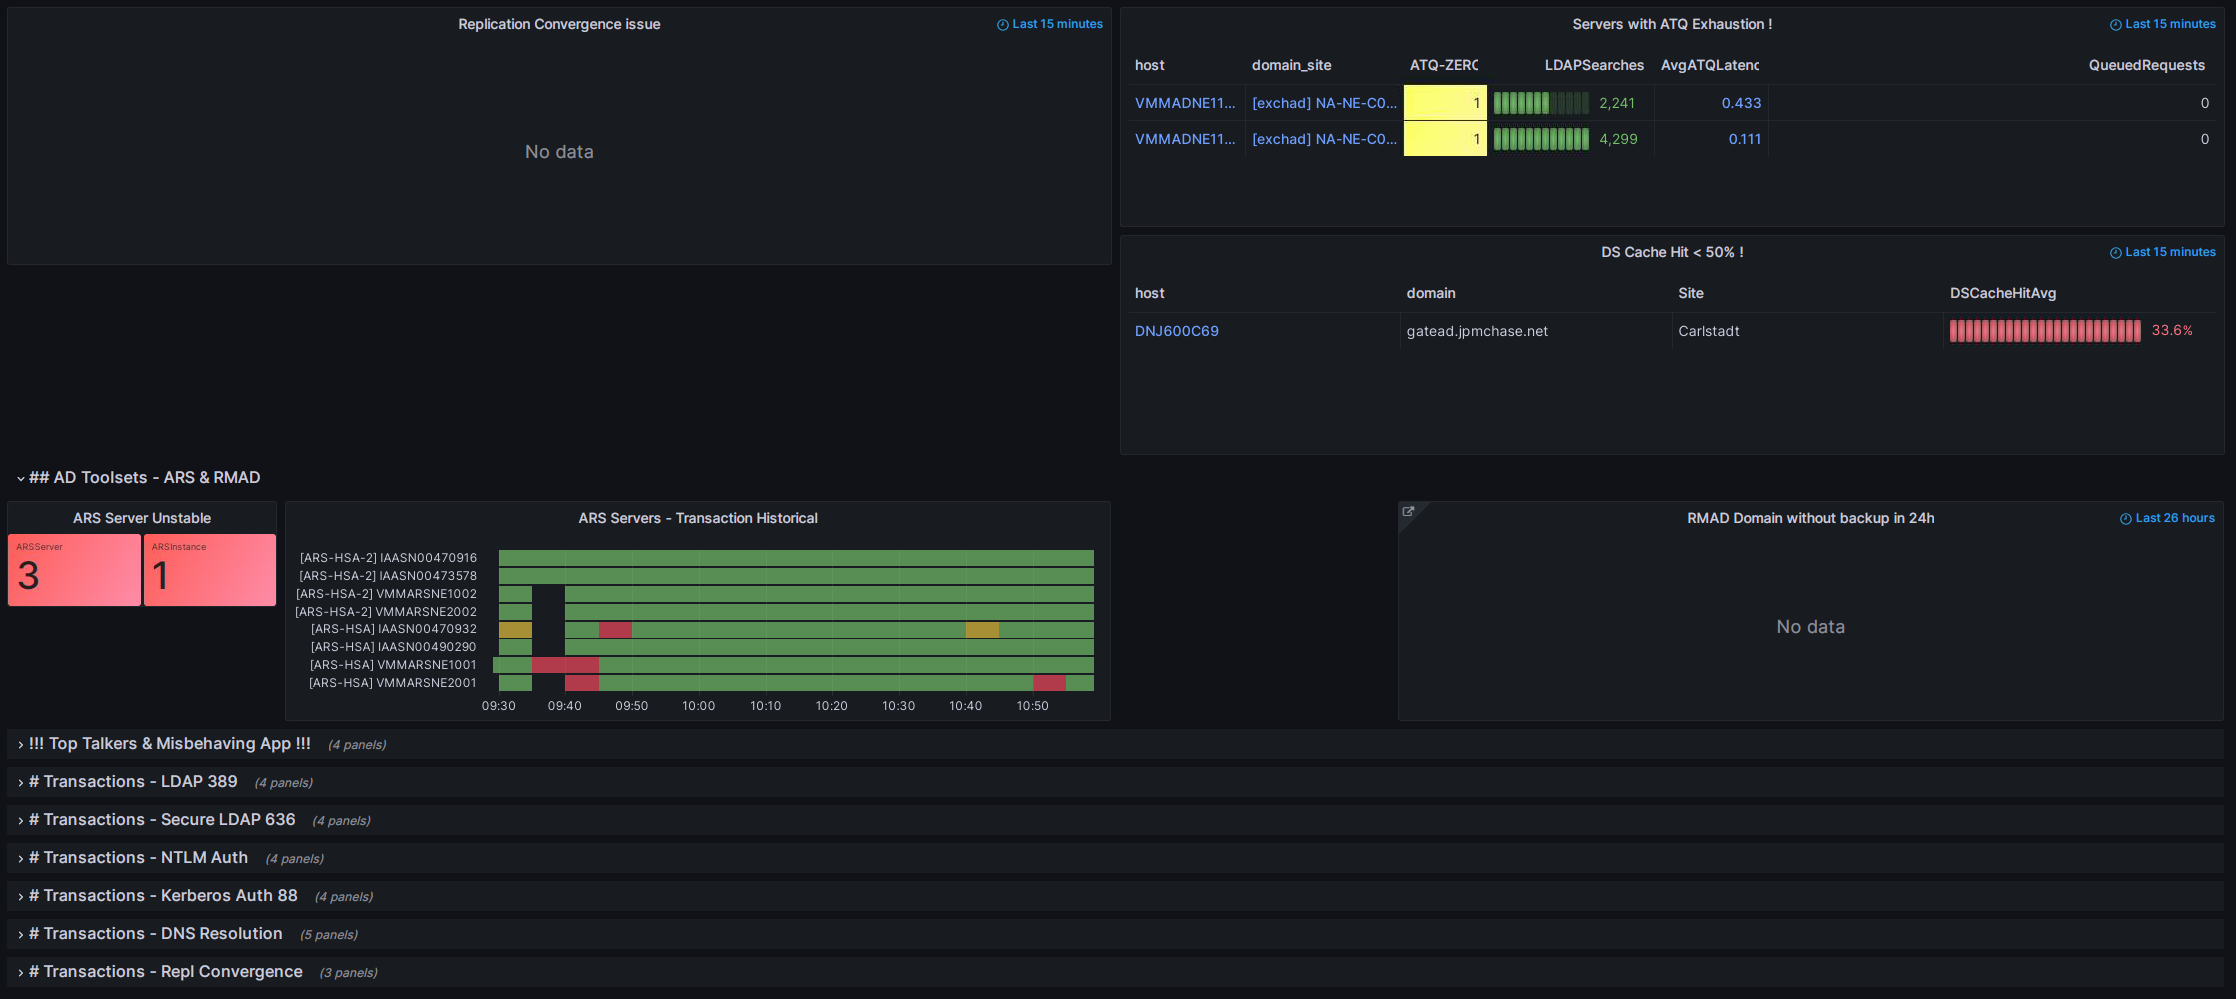 Replication Convergence issue
Last 15 minutes
No data
Servers with ATQ Exhaustion !
Last 15 minutes
host domain_site ATQ-ZERO LDAPSearches AvgATQLatenc QueuedRequests
VMMADNE11... [exchad] NA-NE-C0... 1 2,241 0.433 0
VMMADNE11... [exchad] NA-NE-C0... 1 4,299 0.111 0
DS Cache Hit < 50% !
Last 15 minutes
host domain Site DSCacheHitAvg
DNJ600C69 gatead.jpmchase.net Carlstadt 33.6%
## AD Toolsets - ARS & RMAD
ARS Server Unstable
ARSServer
3
ARSInstance
1
ARS Servers - Transaction Historical
[ARS-HSA-2] IAASN00470916
[ARS-HSA-2] IAASN00473578
[ARS-HSA-2] VMMARSNE1002
[ARS-HSA-2] VMMARSNE2002
[ARS-HSA] IAASN00470932
[ARS-HSA] IAASN00490290
[ARS-HSA] VMMARSNE1001
[ARS-HSA] VMMARSNE2001
09:30 09:40 09:50 10:00 10:10 10:20 10:30 10:40 10:50
RMAD Domain without backup in 24h
Last 26 hours
No data
!!! Top Talkers & Misbehaving App !!! (4 panels)
# Transactions - LDAP 389 (4 panels)
# Transactions - Secure LDAP 636 (4 panels)
# Transactions - NTLM Auth (4 panels)
# Transactions - Kerberos Auth 88 (4 panels)
# Transactions - DNS Resolution (5 panels)
# Transactions - Repl Convergence (3 panels)